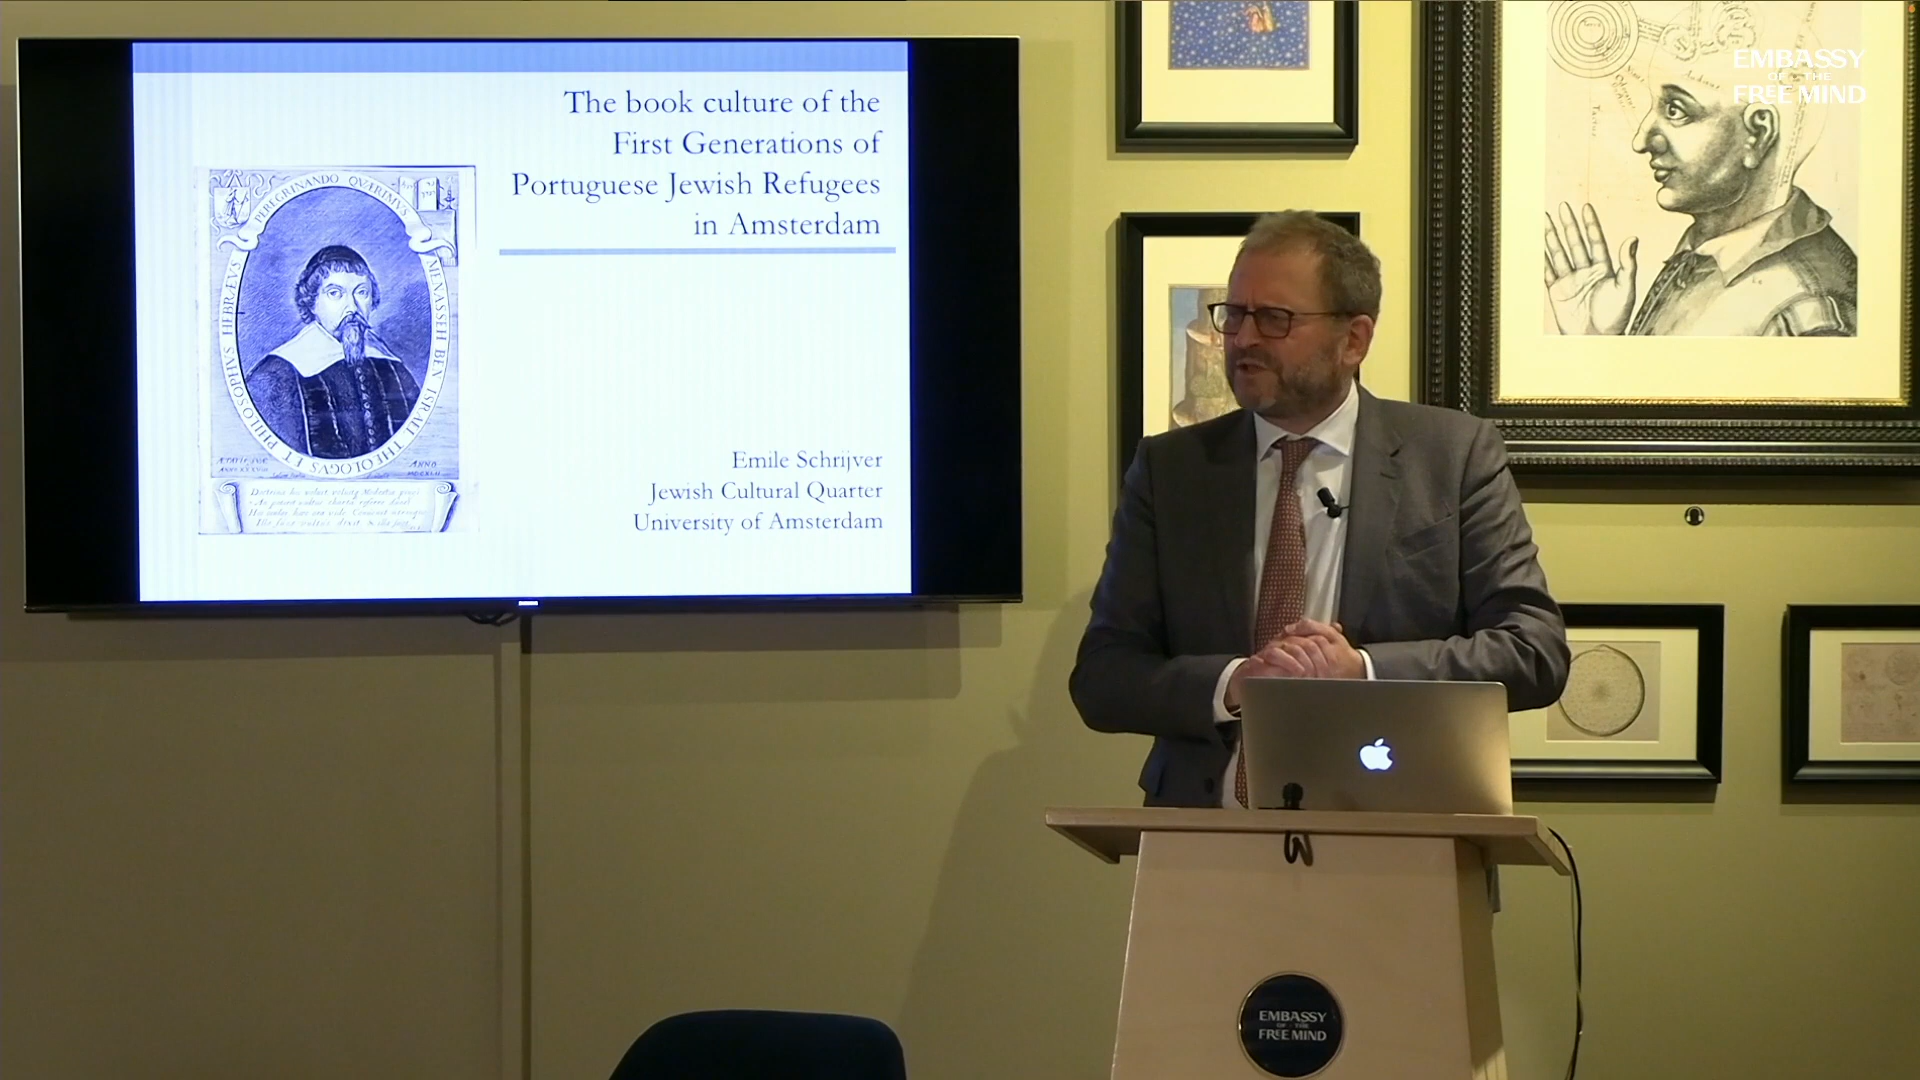 The book culture of the
First Generations of
Portuguese Jewish Refugees
in Amsterdam
PEREGRINANDO QVÆRIMVS
MENASSEH BEN ISRAEL THEOLOGVS ET PHILOSOPHVS HEBRÆVS
ANNO
Emile Schrijver
Jewish Cultural Quarter
University of Amsterdam
EMBASSY
OF THE
FREE MIND
EMBASSY
OF THE
FREE MIND